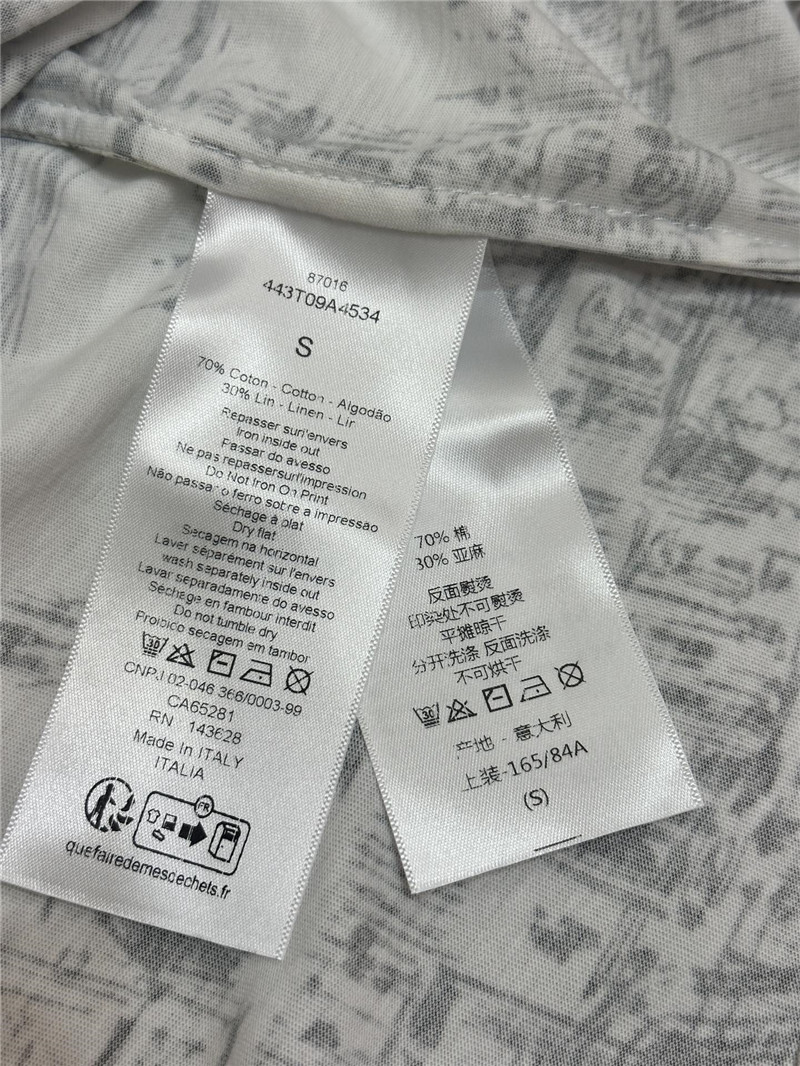 87016
443T09A4534
S
70% Coton - Cotton - Algodão
30% Lin - Linen - Lin
Repasser sur l'envers
Iron inside out
Passar do avesso
Ne pas repassersurl'impression
Do Not Iron On Print
Não passar o ferro sobre a impressão
Séchage à plat
Dry flat
Secagem na horizontal
Laver séparément sur l'envers
wash separately inside out
Lavar separadamente do avesso
Séchage en tambour interdit
Do not tumble dry
Proibido secagem em tambor
30
CNPJ 02-046 366/0003-99
CA65281
RN 143628
Made In ITALY
ITALIA
FR
quefairedemesdechets.fr
70% 棉
30% 亚麻
反面熨烫
印染处不可熨烫
平摊晾干
分开洗涤 反面洗涤
不可烘干
30
产地 - 意大利
上装-165/84A
(S)